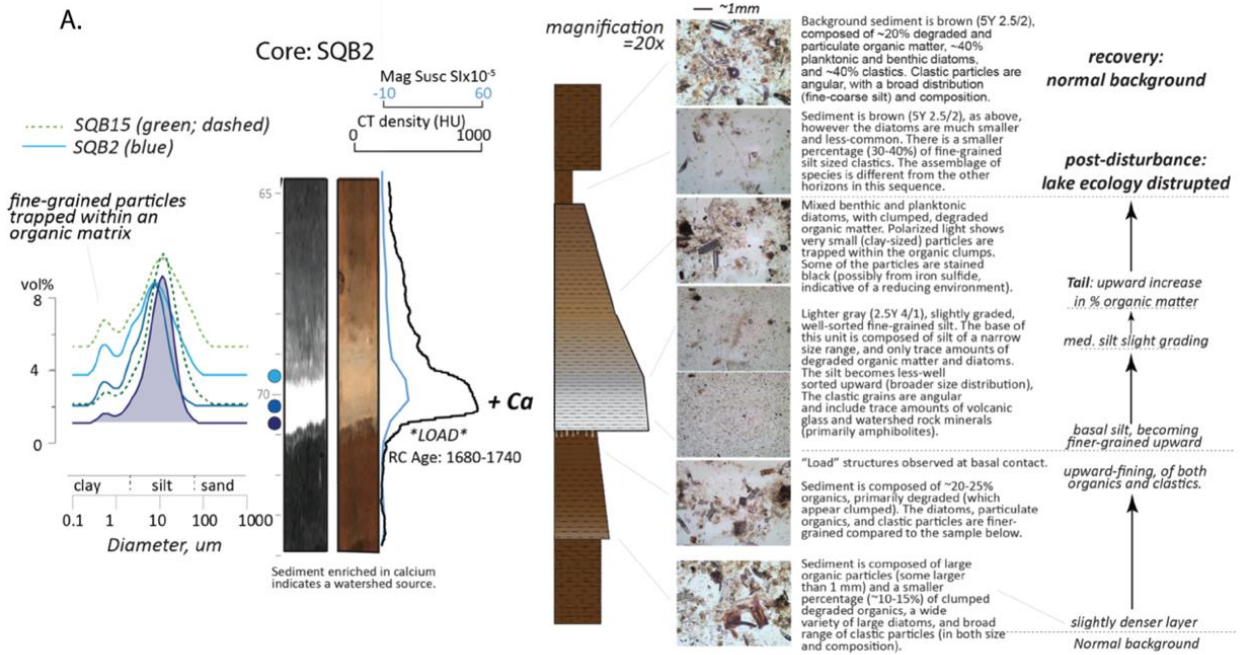 A.
Core: SQB2
Mag Susc SIx10-5
-10
60
CT density (HU)
0
1000
SQB15 (green; dashed)
SQB2 (blue)
fine-grained particles
trapped within an
organic matrix
vol%
8
4
0
clay
silt
sand
0.1
1
10
100
1000
Diameter, um
65
70
*LOAD*
RC Age: 1680-1740
+ Ca
Sediment enriched in calcium
indicates a watershed source.
magnification
=20x
~1mm
Background sediment is brown (5Y 2.5/2),
composed of ~20% degraded and
particulate organic matter, ~40%
planktonic and benthic diatoms,
and ~40% clastics. Clastic particles are
angular, with a broad distribution
(fine-coarse silt) and composition.
Sediment is brown (5Y 2.5/2), as above,
however the diatoms are much smaller
and less-common. There is a smaller
percentage (30-40%) of fine-grained
silt sized clastics. The assemblage of
species is different from the other
horizons in this sequence.
Mixed benthic and planktonic
diatoms, with clumped, degraded
organic matter. Polarized light shows
very small (clay-sized) particles are
trapped within the organic clumps.
Some of the particles are stained
black (possibly from iron sulfide,
indicative of a reducing environment).
Lighter gray (2.5Y 4/1), slightly graded,
well-sorted fine-grained silt. The base of
this unit is composed of silt of a narrow
size range, and only trace amounts of
degraded organic matter and diatoms.
The silt becomes less-well
sorted upward (broader size distribution),
The clastic grains are angular
and include trace amounts of volcanic
glass and watershed rock minerals
(primarily amphibolites).
“Load” structures observed at basal contact.
Sediment is composed of ~20-25%
organics, primarily degraded (which
appear clumped). The diatoms, particulate
organics, and clastic particles are finer-
grained compared to the sample below.
Sediment is composed of large
organic particles (some larger
than 1 mm) and a smaller
percentage (~10-15%) of clumped
degraded organics, a wide
variety of large diatoms, and broad
range of clastic particles (in both size
and composition).
recovery:
normal background
post-disturbance:
lake ecology distrupted
Tail: upward increase
in % organic matter
med. silt slight grading
basal silt, becoming
finer-grained upward
upward-fining, of both
organics and clastics.
slightly denser layer
Normal background